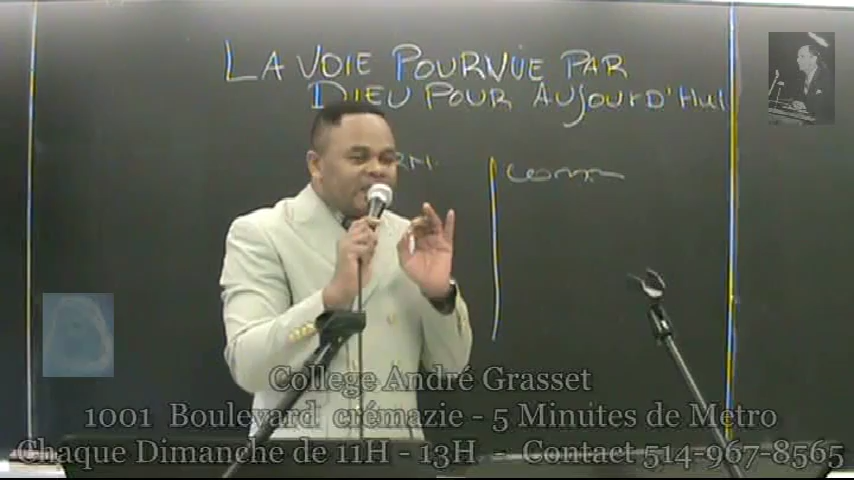 LA VOIE POURVUE PAR
DIEU POUR AUJOURD'HUI
College André Grasset
1001 Boulevard crémazie - 5 Minutes de Metro
Chaque Dimanche de 11H - 13H. - Contact 514-967-8565